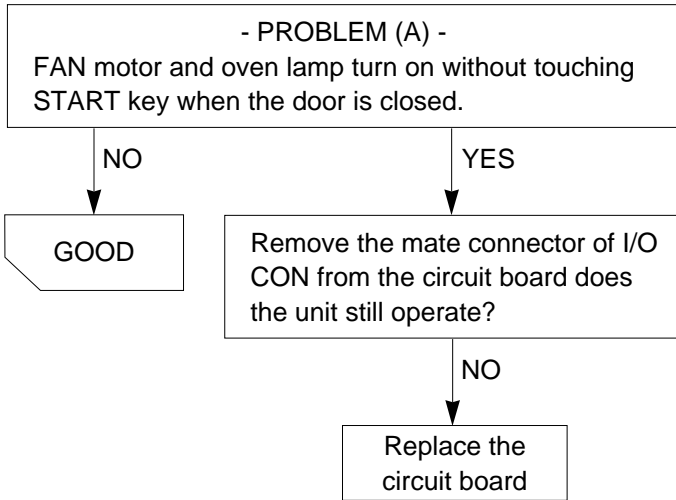 - PROBLEM (A) -
FAN motor and oven lamp turn on without touching
START key when the door is closed.
NO
YES
GOOD
Remove the mate connector of I/O
CON from the circuit board does
the unit still operate?
NO
Replace the
circuit board